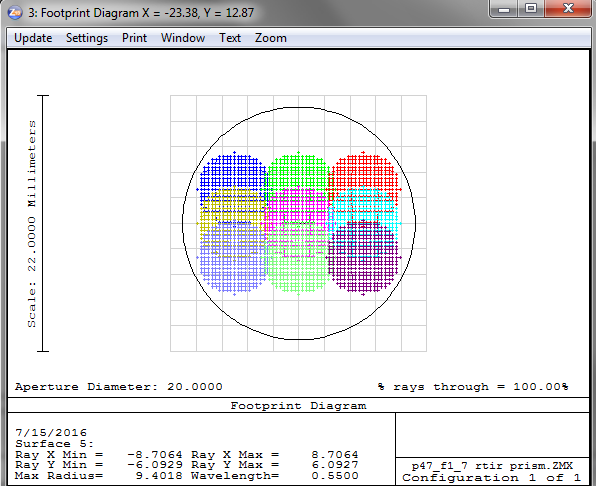 3: Footprint Diagram X = -23.38, Y = 12.87
Update Settings Print Window Text Zoom
Scale: 22.0000 Millimeters
Aperture Diameter: 20.0000 % rays through = 100.00%
Footprint Diagram
7/15/2016
Surface 5:
Ray X Min = -8.7064 Ray X Max = 8.7064
Ray Y Min = -6.0929 Ray Y Max = 6.0927
Max Radius= 9.4018 Wavelength= 0.5500
p47_f1_7 rtir prism.ZMX
Configuration 1 of 1